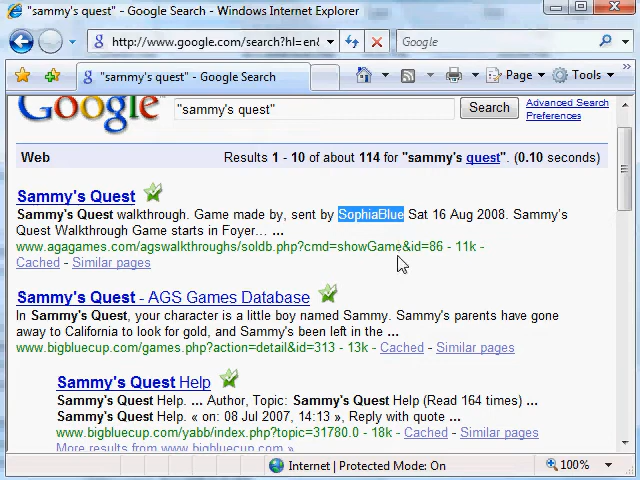 "sammy's quest" - Google Search - Windows Internet Explorer
http://www.google.com/search?hl=en&
Google
"sammy's quest" - Google Search
Page
Tools
Google
"sammy's quest"
Search
Advanced Search
Preferences
Web
Results 1 - 10 of about 114 for "sammy's quest". (0.10 seconds)
Sammy's Quest
Sammy's Quest walkthrough. Game made by, sent by SophiaBlue Sat 16 Aug 2008. Sammy's
Quest Walkthrough Game starts in Foyer... ...
www.agagames.com/agswalkthroughs/soldb.php?cmd=showGame&id=86 - 11k -
Cached - Similar pages
Sammy's Quest - AGS Games Database
In Sammy's Quest, your character is a little boy named Sammy. Sammy's parents have gone
away to California to look for gold, and Sammy's been left in the ...
www.bigbluecup.com/games.php?action=detail&id=313 - 13k - Cached - Similar pages
Sammy's Quest Help
Sammy's Quest Help. ... Author, Topic: Sammy's Quest Help (Read 164 times) ...
Sammy's Quest Help. « on: 08 Jul 2007, 14:13 », Reply with quote ...
www.bigbluecup.com/yabb/index.php?topic=31780.0 - 18k - Cached - Similar pages
More results from www.bigbluecup.com »
Internet | Protected Mode: On
100%